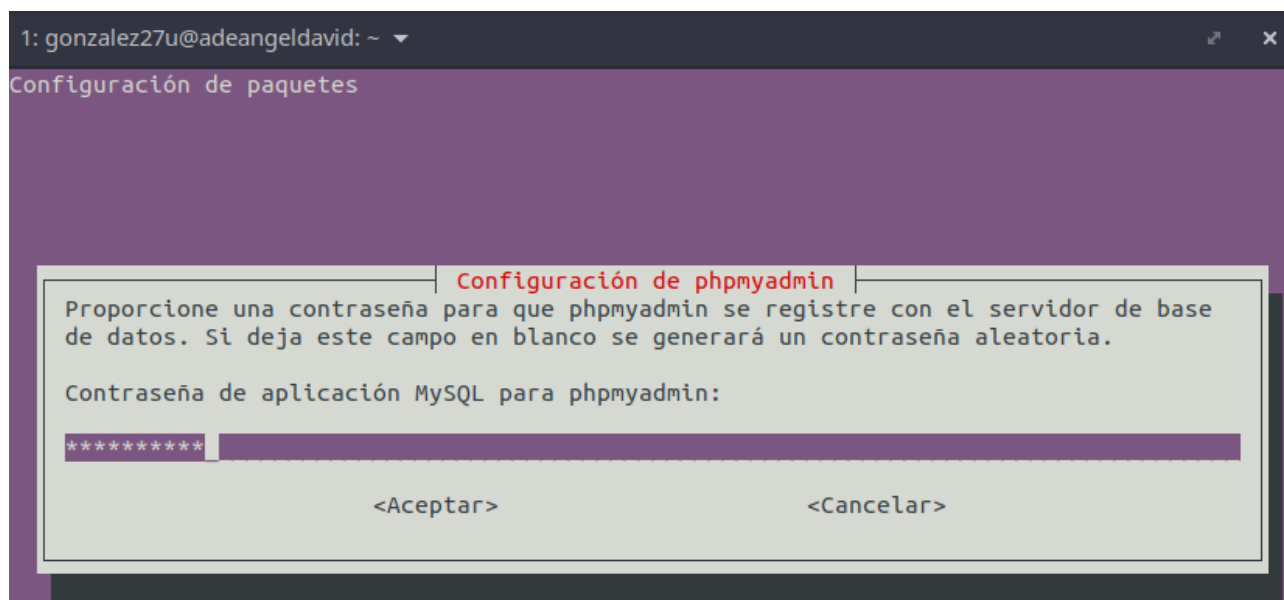 1: gonzalez27u@adeangeldavid: ~
Configuración de paquetes
Configuración de phpmyadmin
Proporcione una contraseña para que phpmyadmin se registre con el servidor de base
de datos. Si deja este campo en blanco se generará un contraseña aleatoria.
Contraseña de aplicación MySQL para phpmyadmin:
**********_
<Aceptar> <Cancelar>